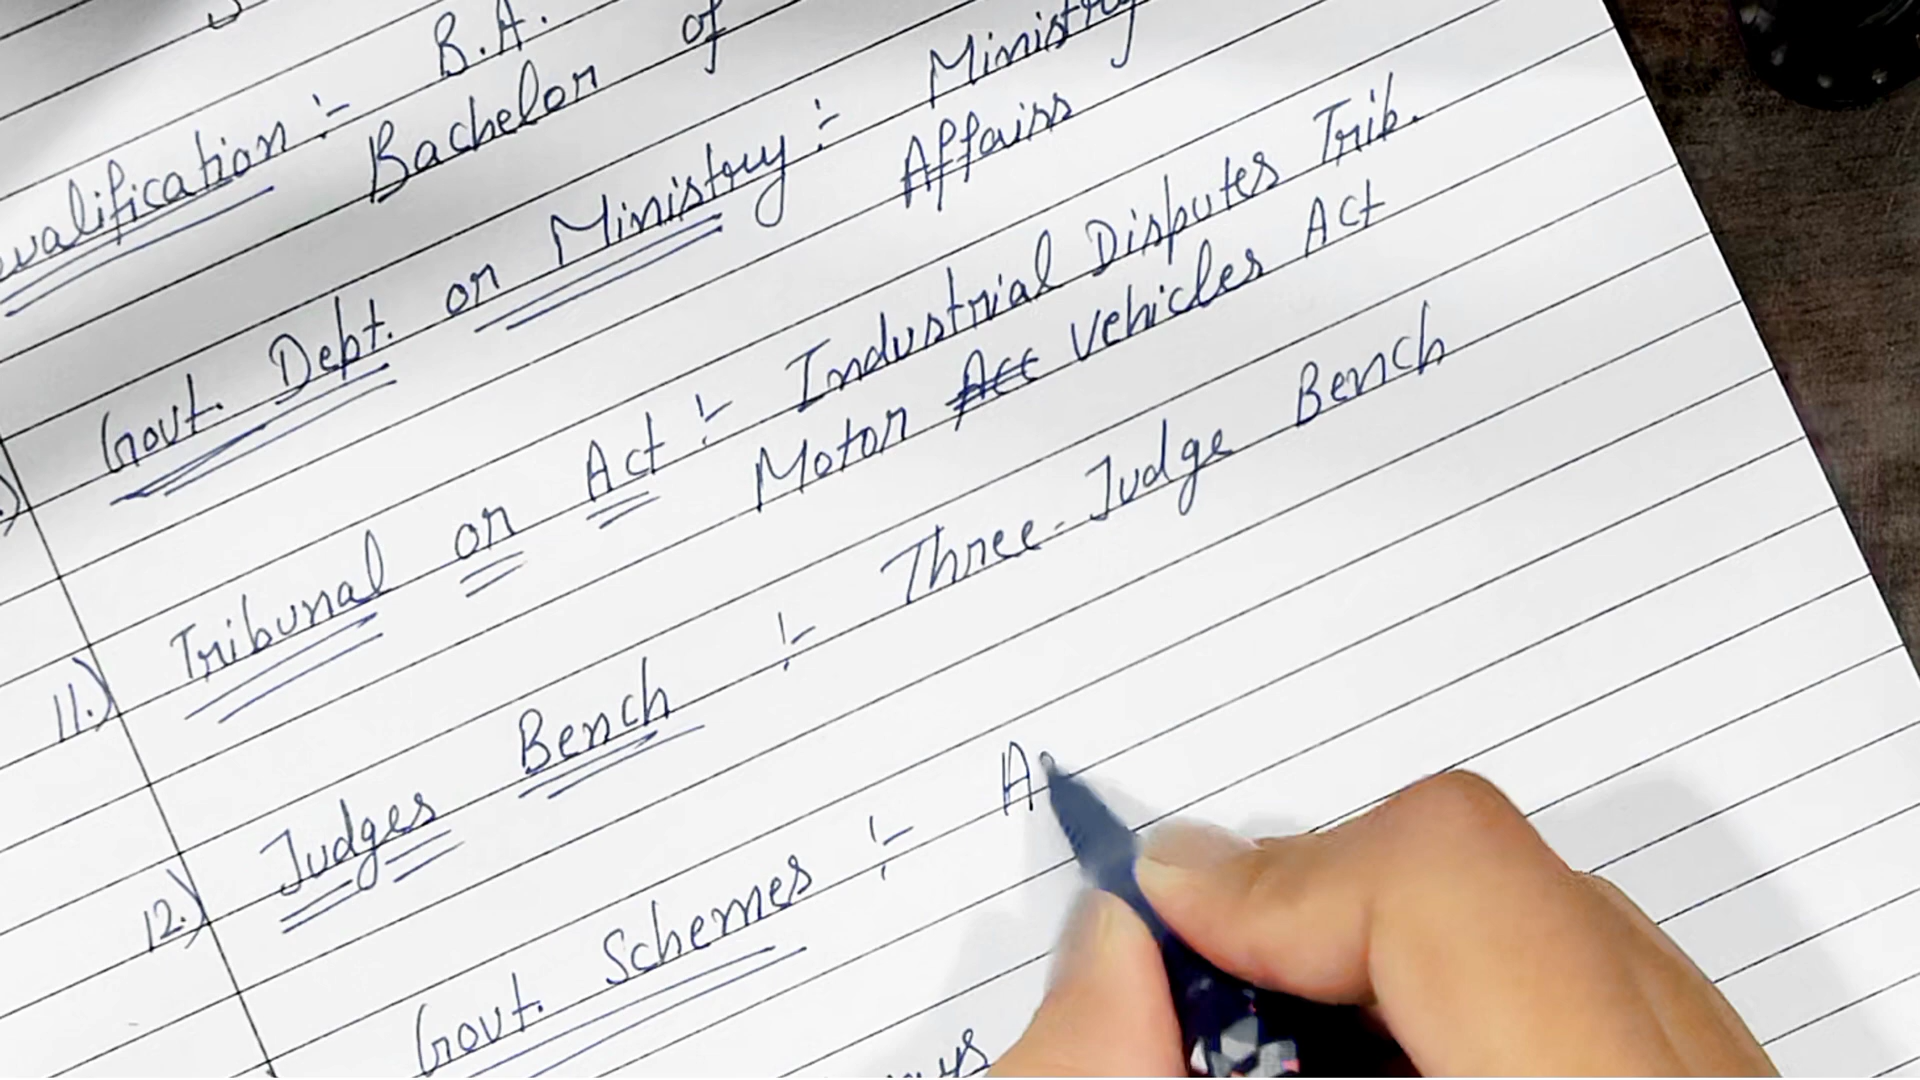 B.A.
Qualification :- Bachelor of
Govt. Dept. or Ministry :- Ministry
Affairs
11.) Tribunal or Act :- Industrial Disputes Trib.
Motor Act Vehicles Act
12.) Judges Bench :- Three-Judge Bench
Govt. Schemes :- A